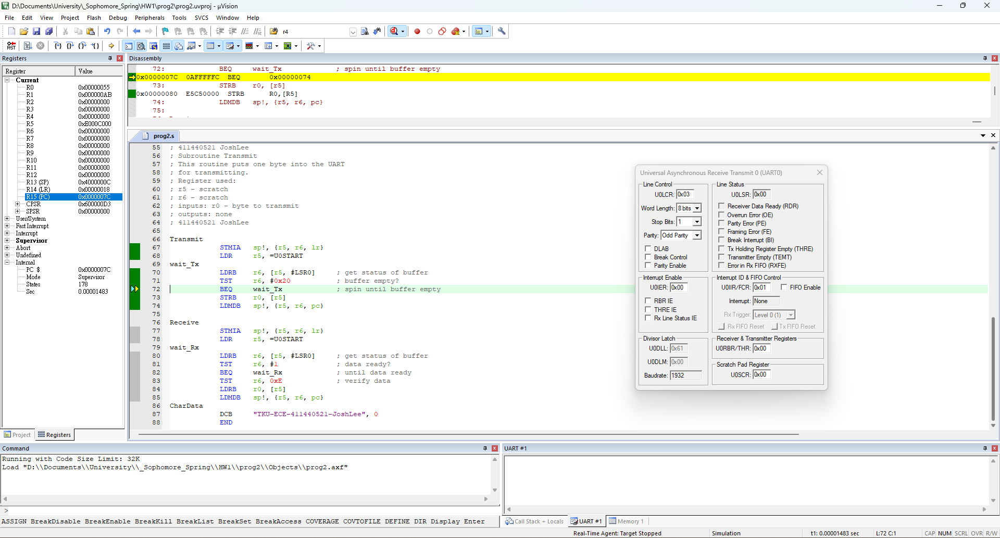 D:\Documents\University\_Sophomore_Spring\HW1\prog2\prog2.uvproj - µVision
File Edit View Project Flash Debug Peripherals Tools SVCS Window Help
r4
RST
Registers
Register Value
Current
R0 0x00000055
R1 0x000000AB
R2 0x00000000
R3 0x00000000
R4 0x00000000
R5 0xE000C000
R6 0x00000000
R7 0x00000000
R8 0x00000000
R9 0x00000000
R10 0x00000000
R11 0x00000000
R12 0x00000000
R13 (SP) 0x4000000C
R14 (LR) 0x00000018
R15 (PC) 0x0000007C
CPSR 0x600000D3
SPSR 0x00000000
User/System
Fast Interrupt
Interrupt
Supervisor
Abort
Undefined
Internal
PC $ 0x0000007C
Mode Supervisor
States 178
Sec 0.00001483
Project Registers
Disassembly
72: BEQ wait_Tx ; spin until buffer empty
0x0000007C 0AFFFFFC BEQ 0x00000074
73: STRB r0, [r5]
0x00000080 E5C50000 STRB R0,[R5]
74: LDMDB sp!, {r5, r6, pc}
75:
prog2.s
55 ; 411440521 JoshLee
56 ; Subroutine Transmit
57 ; This routine puts one byte into the UART
58 ; for transmitting.
59 ; Register used:
60 ; r5 - scratch
61 ; r6 - scratch
62 ; inputs: r0 - byte to transmit
63 ; outputs: none
64 ; 411440521 JoshLee
65
66 Transmit
67 STMIA sp!, {r5, r6, lr}
68 LDR r5, =U0START
69 wait_Tx
70 LDRB r6, [r5, #LSR0] ; get status of buffer
71 TST r6, #0x20 ; buffer empty?
72 BEQ wait_Tx ; spin until buffer empty
73 STRB r0, [r5]
74 LDMDB sp!, {r5, r6, pc}
75
76 Receive
77 STMIA sp!, {r5, r6, lr}
78 LDR r5, =U0START
79 wait_Rx
80 LDRB r6, [r5, #LSR0] ; get status of buffer
81 TST r6, #1 ; data ready?
82 BEQ wait_Rx ; until data ready
83 TST r6, 0xE ; verify data
84 LDRB r0, [r5]
85 LDMDB sp!, {r5, r6, pc}
86 CharData
87 DCB "TKU-ECE-411440521-JoshLee", 0
88 END
Universal Asynchronous Receive Transmit 0 (UART0)
Line Control
U0LCR: 0x03
Word Length: 8 bits
Stop Bits: 1
Parity: Odd Parity
DLAB
Break Control
Parity Enable
Line Status
U0LSR: 0x00
Receiver Data Ready (RDR)
Overrun Error (OE)
Parity Error (PE)
Framing Error (FE)
Break Interrupt (BI)
Tx Holding Register Empty (THRE)
Transmitter Empty (TEMT)
Error in Rx FIFO (RXFE)
Interrupt Enable
U0IER: 0x00
RBR IE
THRE IE
Rx Line Status IE
Interrupt ID & FIFO Control
U0IIR/FCR: 0x01 FIFO Enable
Interrupt: None
Rx Trigger: Level 0 (1)
Rx FIFO Reset Tx FIFO Reset
Divisor Latch
U0DLL: 0x61
U0DLM: 0x00
Baudrate: 1932
Receiver & Transmitter Registers
U0RBR/THR: 0x00
Scratch Pad Register
U0SCR: 0x00
Command
Running with Code Size Limit: 32K
Load "D:\\Documents\\University\\_Sophomore_Spring\\HW1\\prog2\\Objects\\prog2.axf"
>
ASSIGN BreakDisable BreakEnable BreakKill BreakList BreakSet BreakAccess COVERAGE COVTOFILE DEFINE DIR Display Enter
UART #1
Call Stack + Locals UART #1 Memory 1
Real-Time Agent: Target Stopped Simulation t1: 0.00001483 sec L:72 C:1 CAP NUM SCRL OVR R/W